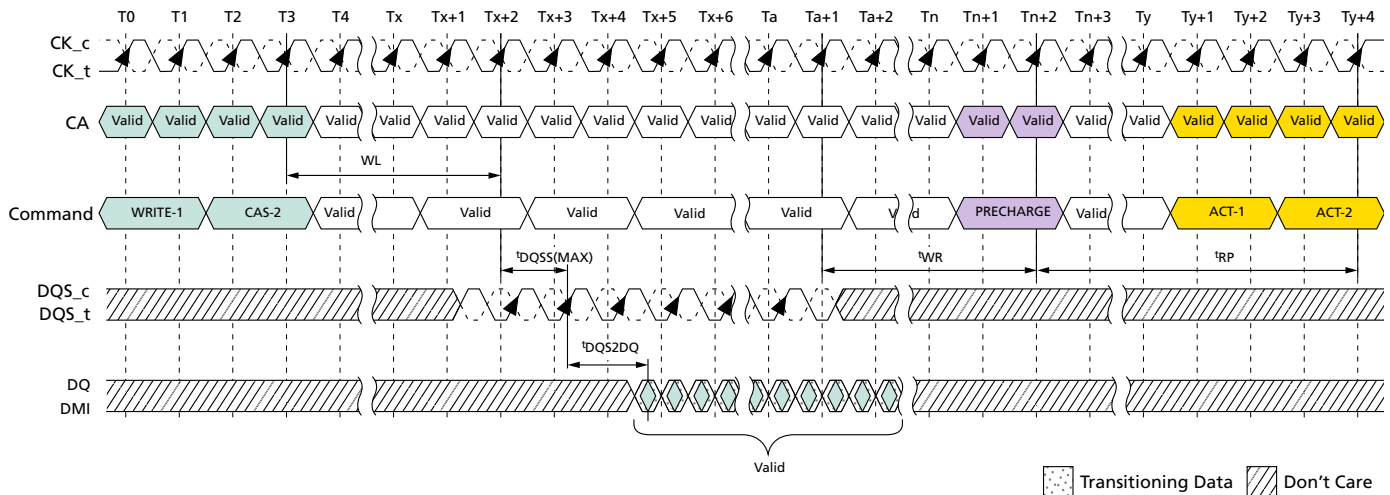 T0 T1 T2 T3 T4 Tx Tx+1 Tx+2 Tx+3 Tx+4 Tx+5 Tx+6 Ta Ta+1 Ta+2 Tn Tn+1 Tn+2 Tn+3 Ty Ty+1 Ty+2 Ty+3 Ty+4
CK_c
CK_t
CA Valid Valid Valid Valid Valid Valid Valid Valid Valid Valid Valid Valid Valid Valid Valid Valid Valid Valid Valid Valid Valid Valid Valid Valid
WL
Command WRITE-1 CAS-2 Valid Valid Valid Valid Valid PRECHARGE Valid ACT-1 ACT-2
tDQSS(MAX) tWR tRP
DQS_c
DQS_t
tDQS2DQ
DQ
DMI
Valid
Transitioning Data Don't Care